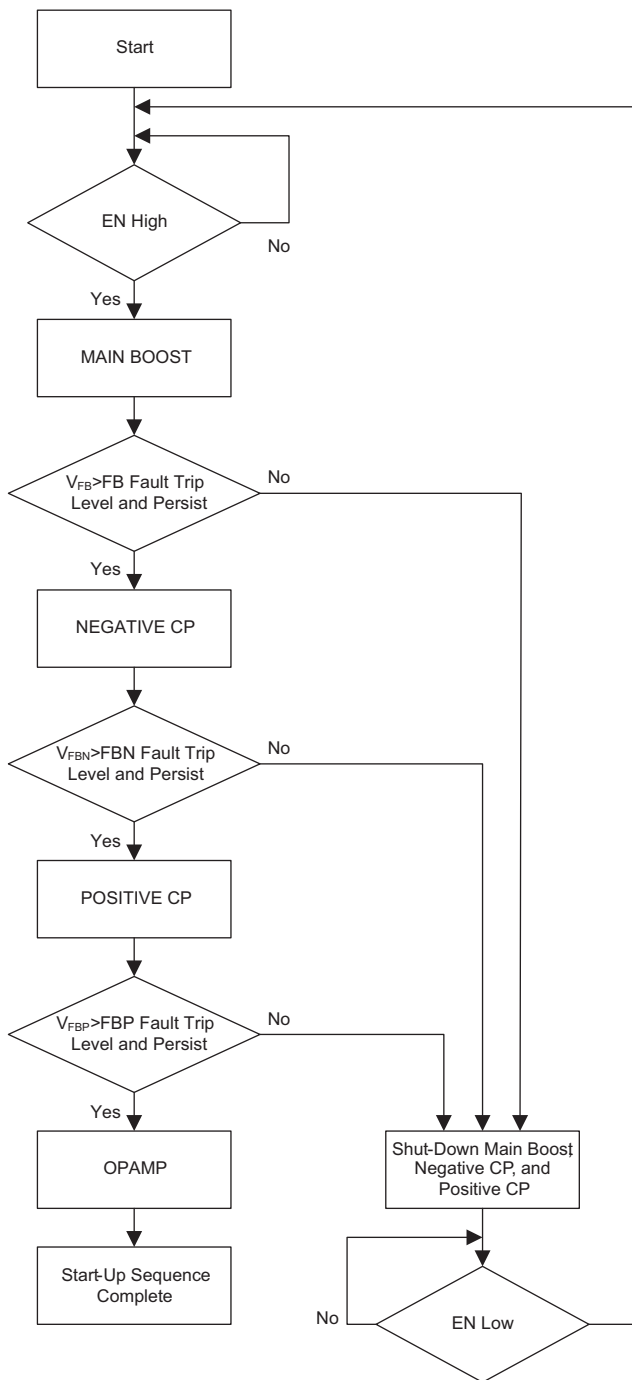 Start
EN High
No
Yes
MAIN BOOST
VFB>FB Fault Trip
Level and Persist
No
Yes
NEGATIVE CP
VFBN>FBN Fault Trip
Level and Persist
No
Yes
POSITIVE CP
VFBP>FBP Fault Trip
Level and Persist
No
Yes
OPAMP
Shut-Down Main Boost,
Negative CP, and
Positive CP
Start-Up Sequence
Complete
No
EN Low